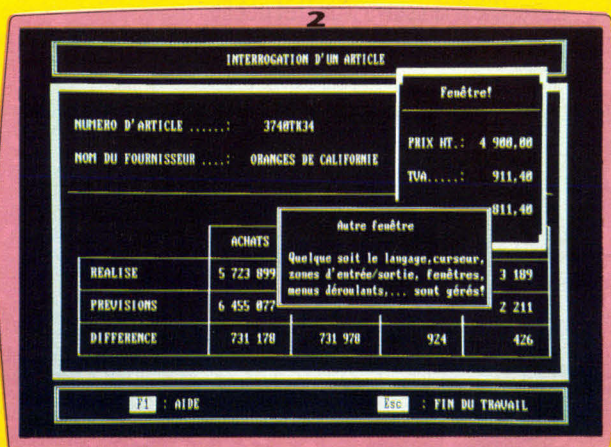 2
INTERROGATION D'UN ARTICLE
Fenêtre!
NUMERO D'ARTICLE ......: 3740TK34
PRIX HT.: 4 900,00
NOM DU FOURNISSEUR ....: ORANGES DE CALIFORNIE
TVA.....: 911,40
811,40
Autre fenêtre
ACHATS
Quelque soit le langage,curseur,
REALISE 5 723 899 zones d'entrée/sortie, fenêtres, 3 189
menus déroulants,... sont gérés!
PREVISIONS 6 455 077 2 211
DIFFERENCE 731 178 731 978 924 426
F1 : AIDE Esc : FIN DU TRAVAIL